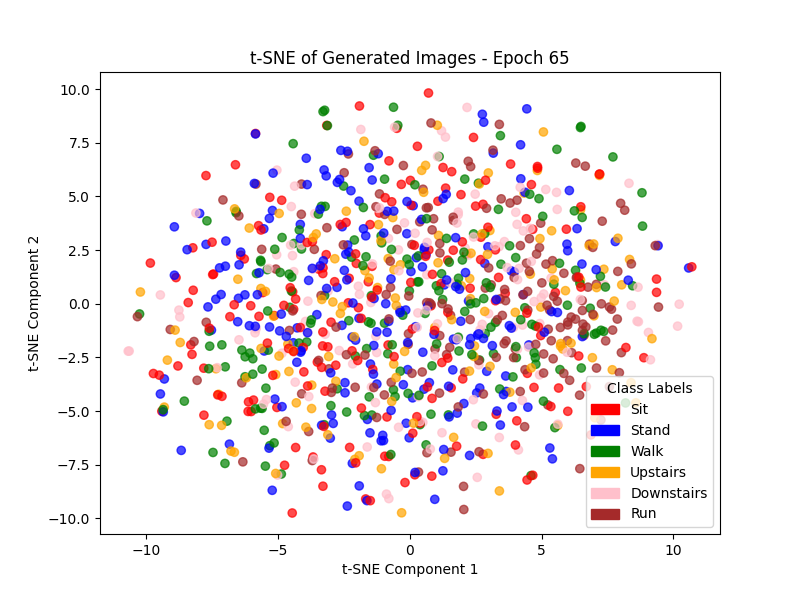 t-SNE of Generated Images - Epoch 65
t-SNE Component 2
10.0
7.5
5.0
2.5
0.0
−2.5
−5.0
−7.5
−10.0
Class Labels
Sit
Stand
Walk
Upstairs
Downstairs
Run
−10
−5
0
5
10
t-SNE Component 1